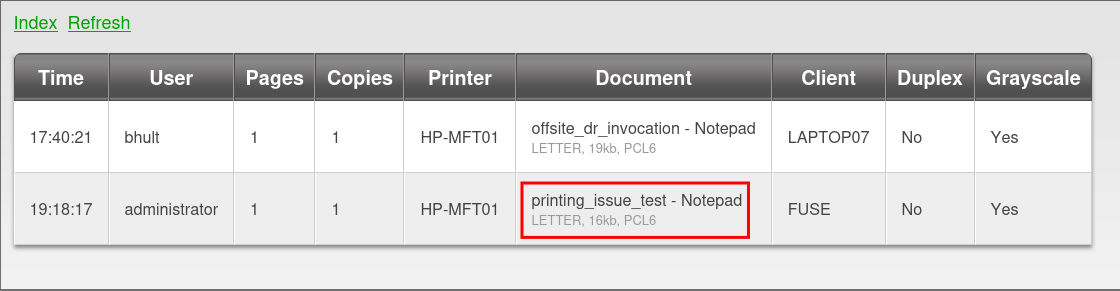 Index Refresh
Time User Pages Copies Printer Document Client Duplex Grayscale
17:40:21 bhult 1 1 HP-MFT01 offsite_dr_invocation - Notepad LAPTOP07 No Yes
LETTER, 19kb, PCL6
19:18:17 administrator 1 1 HP-MFT01 printing_issue_test - Notepad FUSE No Yes
LETTER, 16kb, PCL6